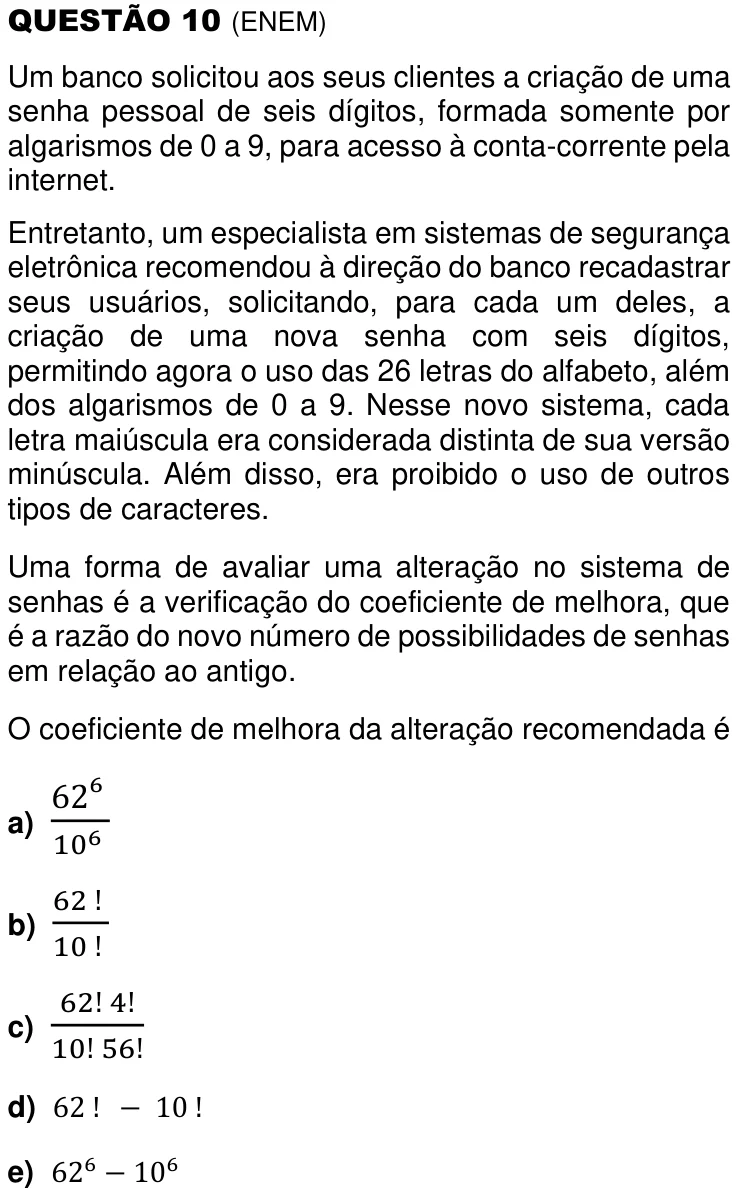 QUESTÃO 10 (ENEM)
Um banco solicitou aos seus clientes a criação de uma
senha pessoal de seis dígitos, formada somente por
algarismos de 0 a 9, para acesso à conta-corrente pela
internet.
Entretanto, um especialista em sistemas de segurança
eletrônica recomendou à direção do banco recadastrar
seus usuários, solicitando, para cada um deles, a
criação de uma nova senha com seis dígitos,
permitindo agora o uso das 26 letras do alfabeto, além
dos algarismos de 0 a 9. Nesse novo sistema, cada
letra maiúscula era considerada distinta de sua versão
minúscula. Além disso, era proibido o uso de outros
tipos de caracteres.
Uma forma de avaliar uma alteração no sistema de
senhas é a verificação do coeficiente de melhora, que
é a razão do novo número de possibilidades de senhas
em relação ao antigo.
O coeficiente de melhora da alteração recomendada é
a) 62⁶/10⁶
b) 62 !/10 !
c) 62! 4!/10! 56!
d) 62 ! − 10 !
e) 62⁶ − 10⁶